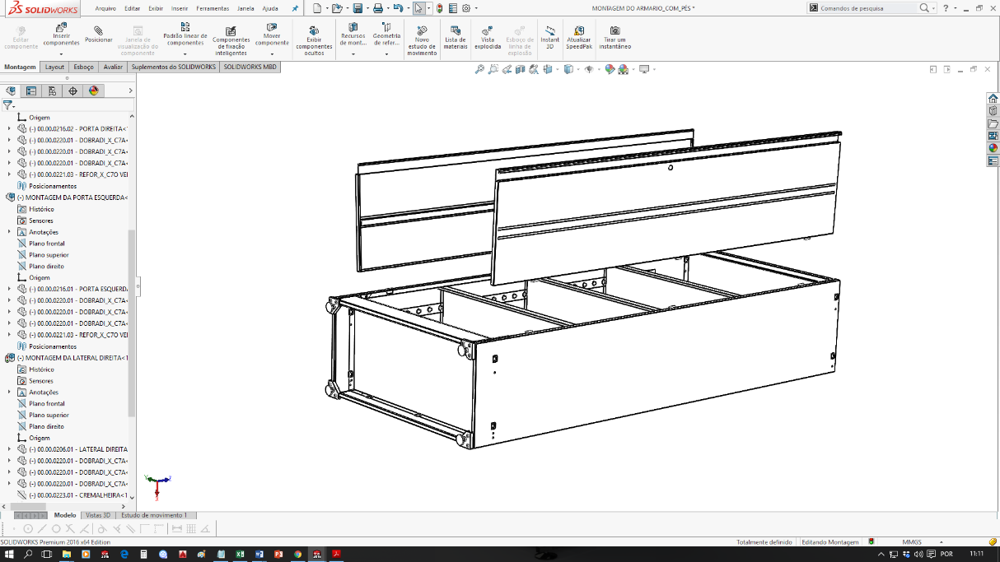 SOLIDWORKS
Arquivo Editar Exibir Inserir Ferramentas Janela Ajuda
MONTAGEM DO ARMARIO_COM_PÉS *
Comandos de pesquisa
Editar componente
Inserir componentes
Posicionar
Janela de visualização do componente
Padrão linear de componentes
Componentes de fixação inteligentes
Mover componente
Exibir componentes ocultos
Recursos de mont...
Geometria de refer...
Novo estudo de movimento
Lista de materiais
Vista explodida
Esboço de linha de explosão
Instant 3D
Atualizar SpeedPak
Tirar um instantâneo
Montagem Layout Esboço Avaliar Suplementos do SOLIDWORKS SOLIDWORKS MBD
Origem
(-) 00.00.0216.02 - PORTA DIREITA<1
(-) 00.00.0220.01 - DOBRADI_X_C7A<
(-) 00.00.0220.01 - DOBRADI_X_C7A<
(-) 00.00.0220.01 - DOBRADI_X_C7A<
(-) 00.00.0221.03 - REFOR_X_C7O VE
Posicionamentos
(-) MONTAGEM DA PORTA ESQUERDA<
Histórico
Sensores
Anotações
Plano frontal
Plano superior
Plano direito
Origem
(-) 00.00.0216.01 - PORTA ESQUERD
(-) 00.00.0220.01 - DOBRADI_X_C7A<
(-) 00.00.0220.01 - DOBRADI_X_C7A<
(-) 00.00.0220.01 - DOBRADI_X_C7A<
(-) 00.00.0221.03 - REFOR_X_C7O VE
Posicionamentos
(-) MONTAGEM DA LATERAL DIREITA<1
Histórico
Sensores
Anotações
Plano frontal
Plano superior
Plano direito
Origem
(-) 00.00.0206.01 - LATERAL DIREITA
(-) 00.00.0220.01 - DOBRADI_X_C7A<
(-) 00.00.0220.01 - DOBRADI_X_C7A<
(-) 00.00.0220.01 - DOBRADI_X_C7A<
(-) 00.00.0223.01 - CREMALHEIRA<1
Modelo Vistas 3D Estudo de movimento 1
SOLIDWORKS Premium 2016 x64 Edition
Totalmente definido Editando Montagem MMGS
POR 11:11